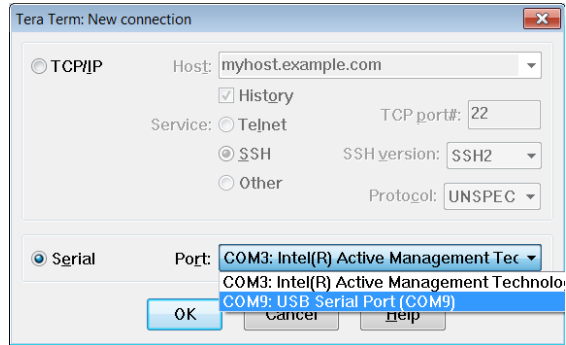 Tera Term: New connection
TCP/IP
Host: myhost.example.com
History
Service: Telnet
TCP port#: 22
SSH
SSH version: SSH2
Other
Protocol: UNSPEC
Serial
Port: COM3: Intel(R) Active Management Tec
COM3: Intel(R) Active Management Technolo
COM9: USB Serial Port (COM9)
OK
Cancel
Help